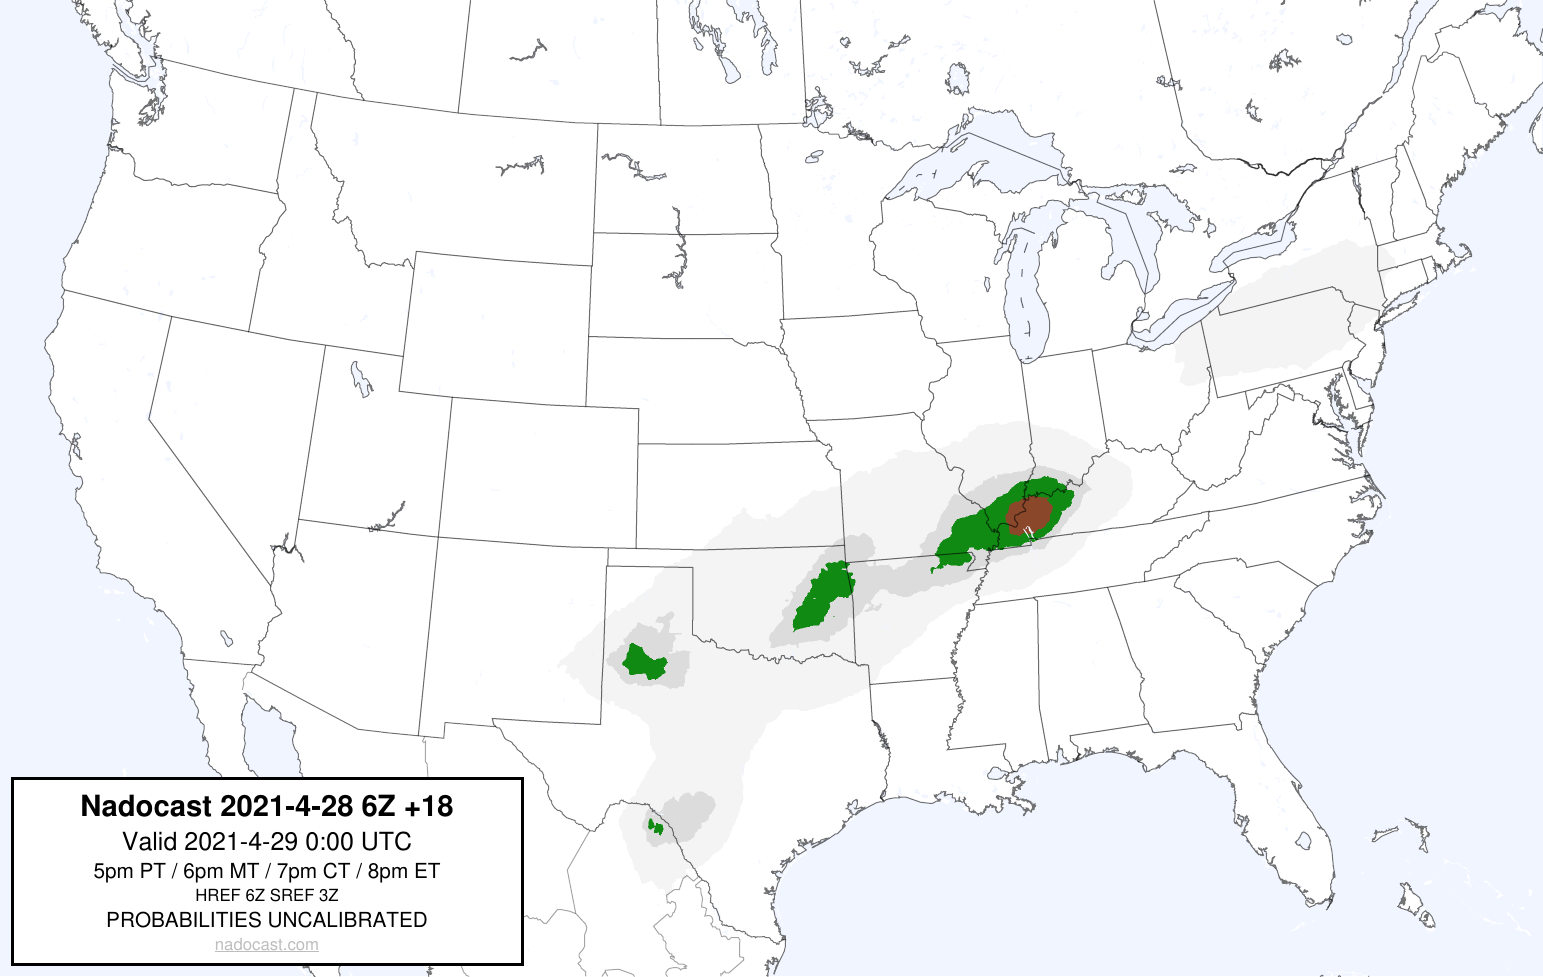 Nadocast 2021-4-28 6Z +18
Valid 2021-4-29 0:00 UTC
5pm PT / 6pm MT / 7pm CT / 8pm ET
HREF 6Z SREF 3Z
PROBABILITIES UNCALIBRATED
nadocast.com